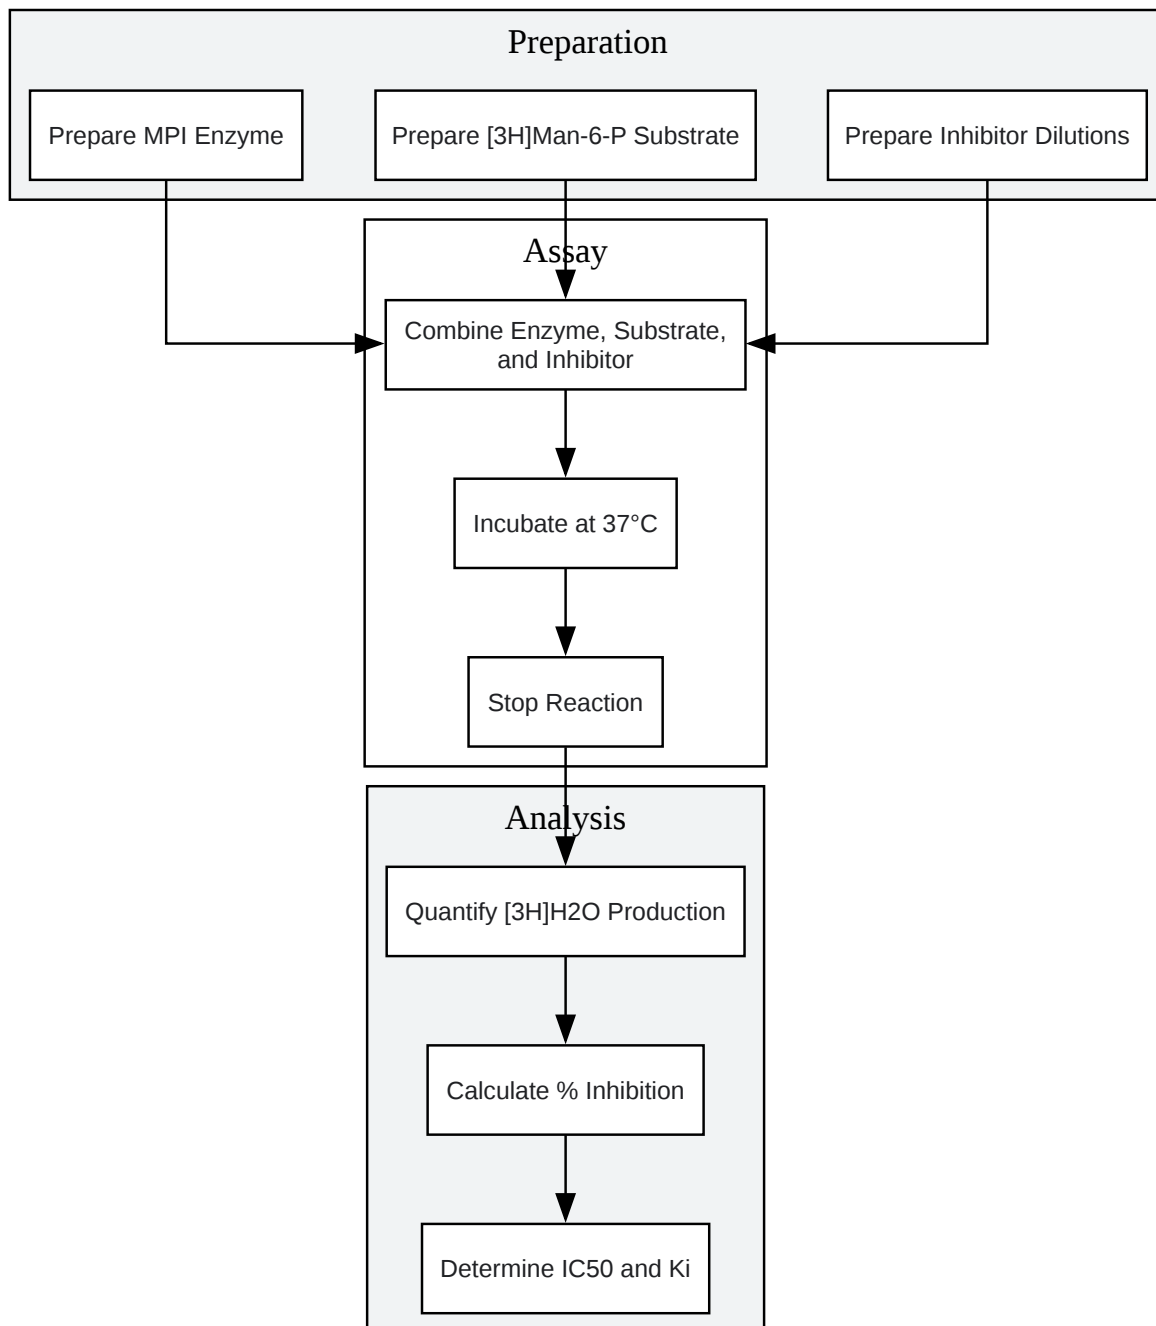 Preparation
Prepare MPI Enzyme
Prepare [3H]Man-6-P Substrate
Prepare Inhibitor Dilutions
Assay
Combine Enzyme, Substrate,
and Inhibitor
Incubate at 37°C
Stop Reaction
Analysis
Quantify [3H]H2O Production
Calculate % Inhibition
Determine IC50 and Ki